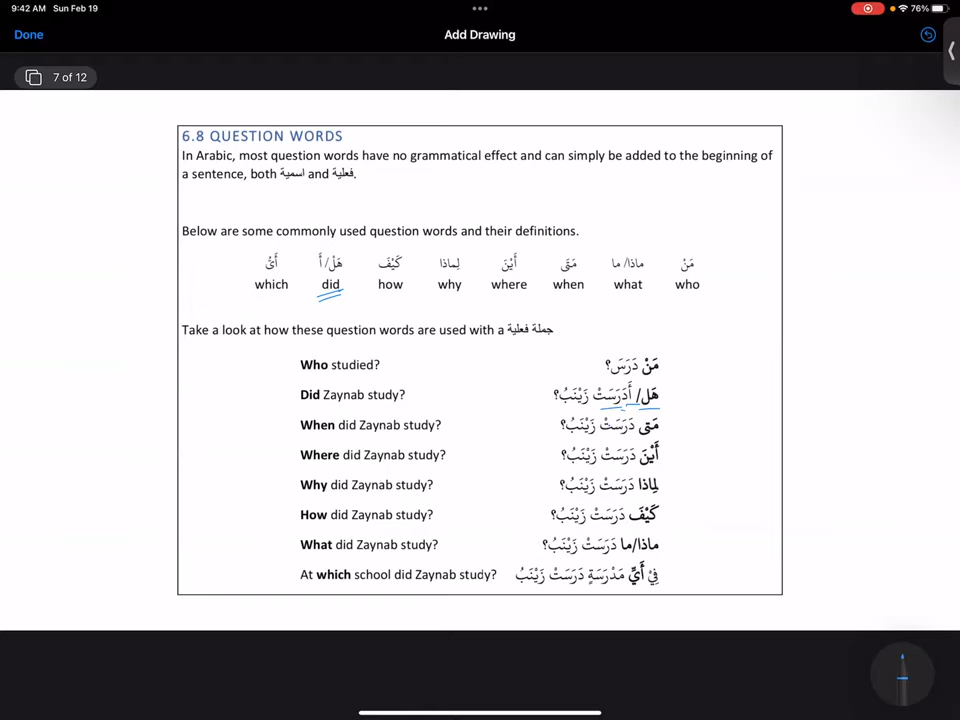 9:42 AM Sun Feb 19 76%
Done Add Drawing
7 of 12
6.8 QUESTION WORDS
In Arabic, most question words have no grammatical effect and can simply be added to the beginning of
a sentence, both اسمية and فعلية.
Below are some commonly used question words and their definitions.
مَنْ ماذا/ ما مَتَى أَيْنَ لِماذا كَيْفَ هَلْ/ أَ أَيُّ
which did how why where when what who
Take a look at how these question words are used with a جملة فعلية
Who studied? مَنْ دَرَسَ؟
Did Zaynab study? هَل/ أَدَرَسَتْ زَيْنَبُ؟
When did Zaynab study? مَتى دَرَسَتْ زَيْنَبُ؟
Where did Zaynab study? أَيْنَ دَرَسَتْ زَيْنَبُ؟
Why did Zaynab study? لِماذا دَرَسَتْ زَيْنَبُ؟
How did Zaynab study? كَيْفَ دَرَسَتْ زَيْنَبُ؟
What did Zaynab study? ماذا/ما دَرَسَتْ زَيْنَبُ؟
At which school did Zaynab study? فِيْ أَيِّ مَدْرَسَةٍ دَرَسَتْ زَيْنَبُ